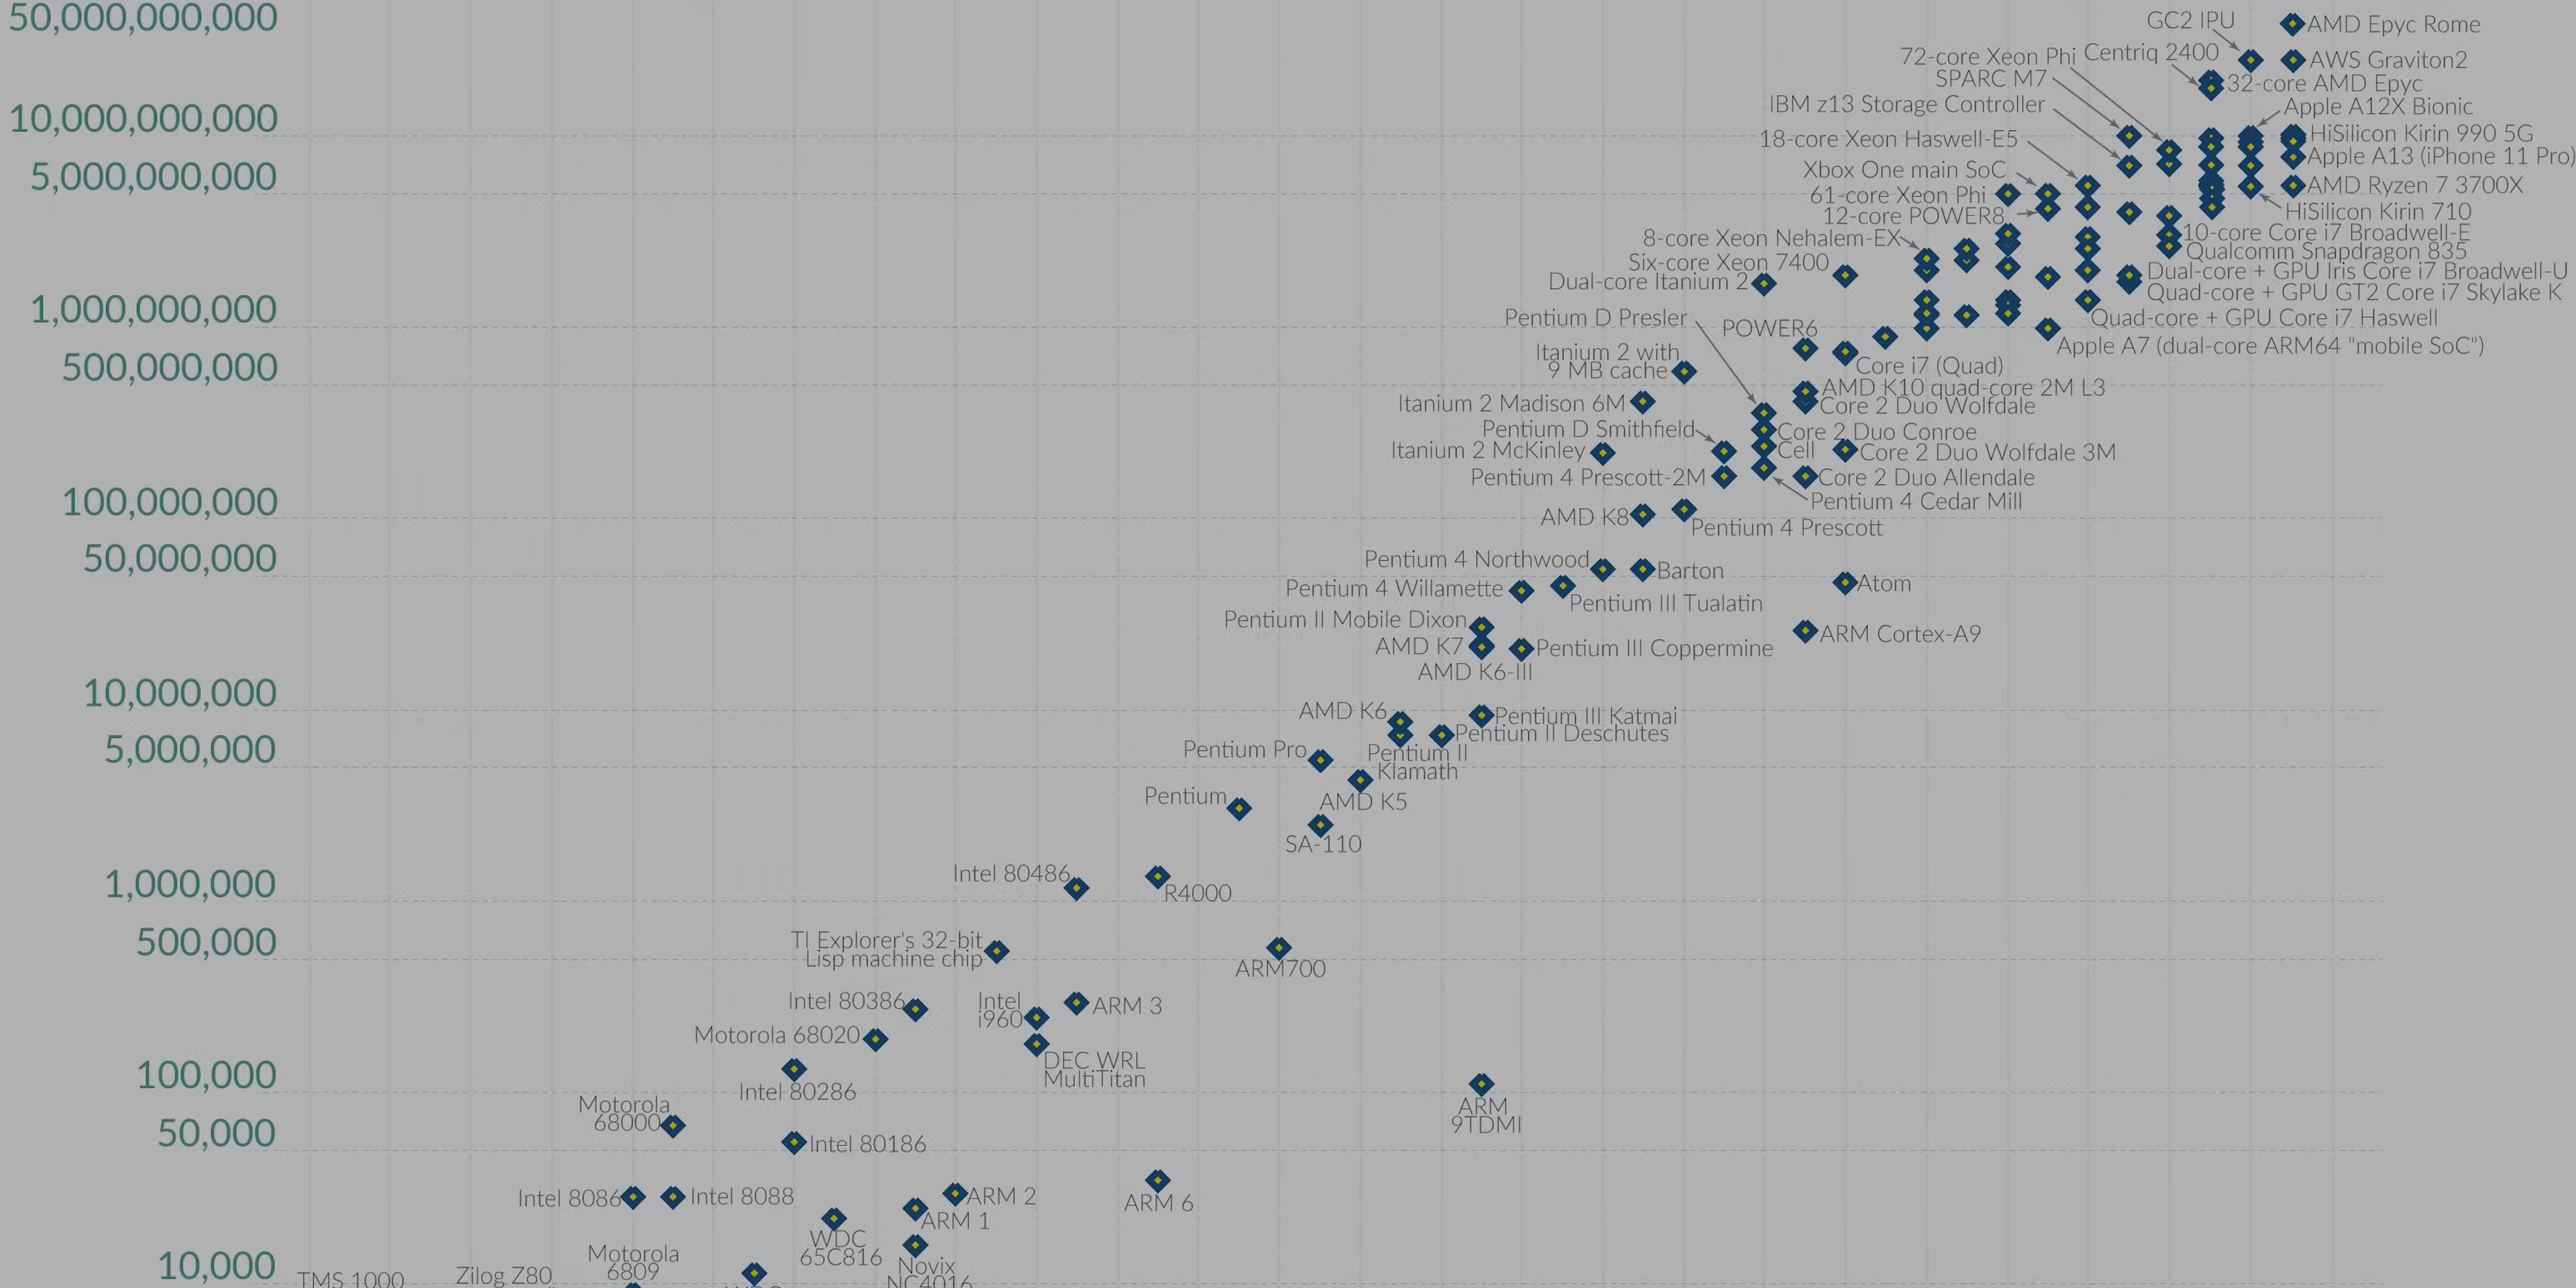 50,000,000,000
GC2 IPU
AMD Epyc Rome
72-core Xeon Phi
Centriq 2400
AWS Graviton2
SPARC M7
32-core AMD Epyc
IBM z13 Storage Controller
Apple A12X Bionic
10,000,000,000
18-core Xeon Haswell-E5
HiSilicon Kirin 990 5G
Apple A13 (iPhone 11 Pro)
5,000,000,000
Xbox One main SoC
61-core Xeon Phi
AMD Ryzen 7 3700X
12-core POWER8
HiSilicon Kirin 710
8-core Xeon Nehalem-EX
10-core Core i7 Broadwell-E
Six-core Xeon 7400
Qualcomm Snapdragon 835
Dual-core Itanium 2
Dual-core + GPU Iris Core i7 Broadwell-U
Quad-core + GPU GT2 Core i7 Skylake K
1,000,000,000
Pentium D Presler
POWER6
Quad-core + GPU Core i7 Haswell
Apple A7 (dual-core ARM64 "mobile SoC")
500,000,000
Itanium 2 with
9 MB cache
Core i7 (Quad)
AMD K10 quad-core 2M L3
Itanium 2 Madison 6M
Core 2 Duo Wolfdale
Pentium D Smithfield
Core 2 Duo Conroe
Itanium 2 McKinley
Cell
Core 2 Duo Wolfdale 3M
Pentium 4 Prescott-2M
Core 2 Duo Allendale
100,000,000
Pentium 4 Cedar Mill
AMD K8
Pentium 4 Prescott
50,000,000
Pentium 4 Northwood
Barton
Pentium 4 Willamette
Atom
Pentium III Tualatin
Pentium II Mobile Dixon
ARM Cortex-A9
AMD K7
Pentium III Coppermine
AMD K6-III
10,000,000
AMD K6
Pentium III Katmai
Pentium II Deschutes
5,000,000
Pentium Pro
Pentium II
Klamath
Pentium
AMD K5
SA-110
1,000,000
Intel 80486
R4000
500,000
TI Explorer's 32-bit
Lisp machine chip
ARM700
Intel 80386
Intel
i960
ARM 3
Motorola 68020
DEC WRL
MultiTitan
100,000
Intel 80286
Motorola
68000
ARM
9TDMI
50,000
Intel 80186
Intel 8086
Intel 8088
ARM 2
ARM 6
ARM 1
WDC
65C816
10,000
TMS 1000
Zilog Z80
Motorola
6809
Novix
NC4016